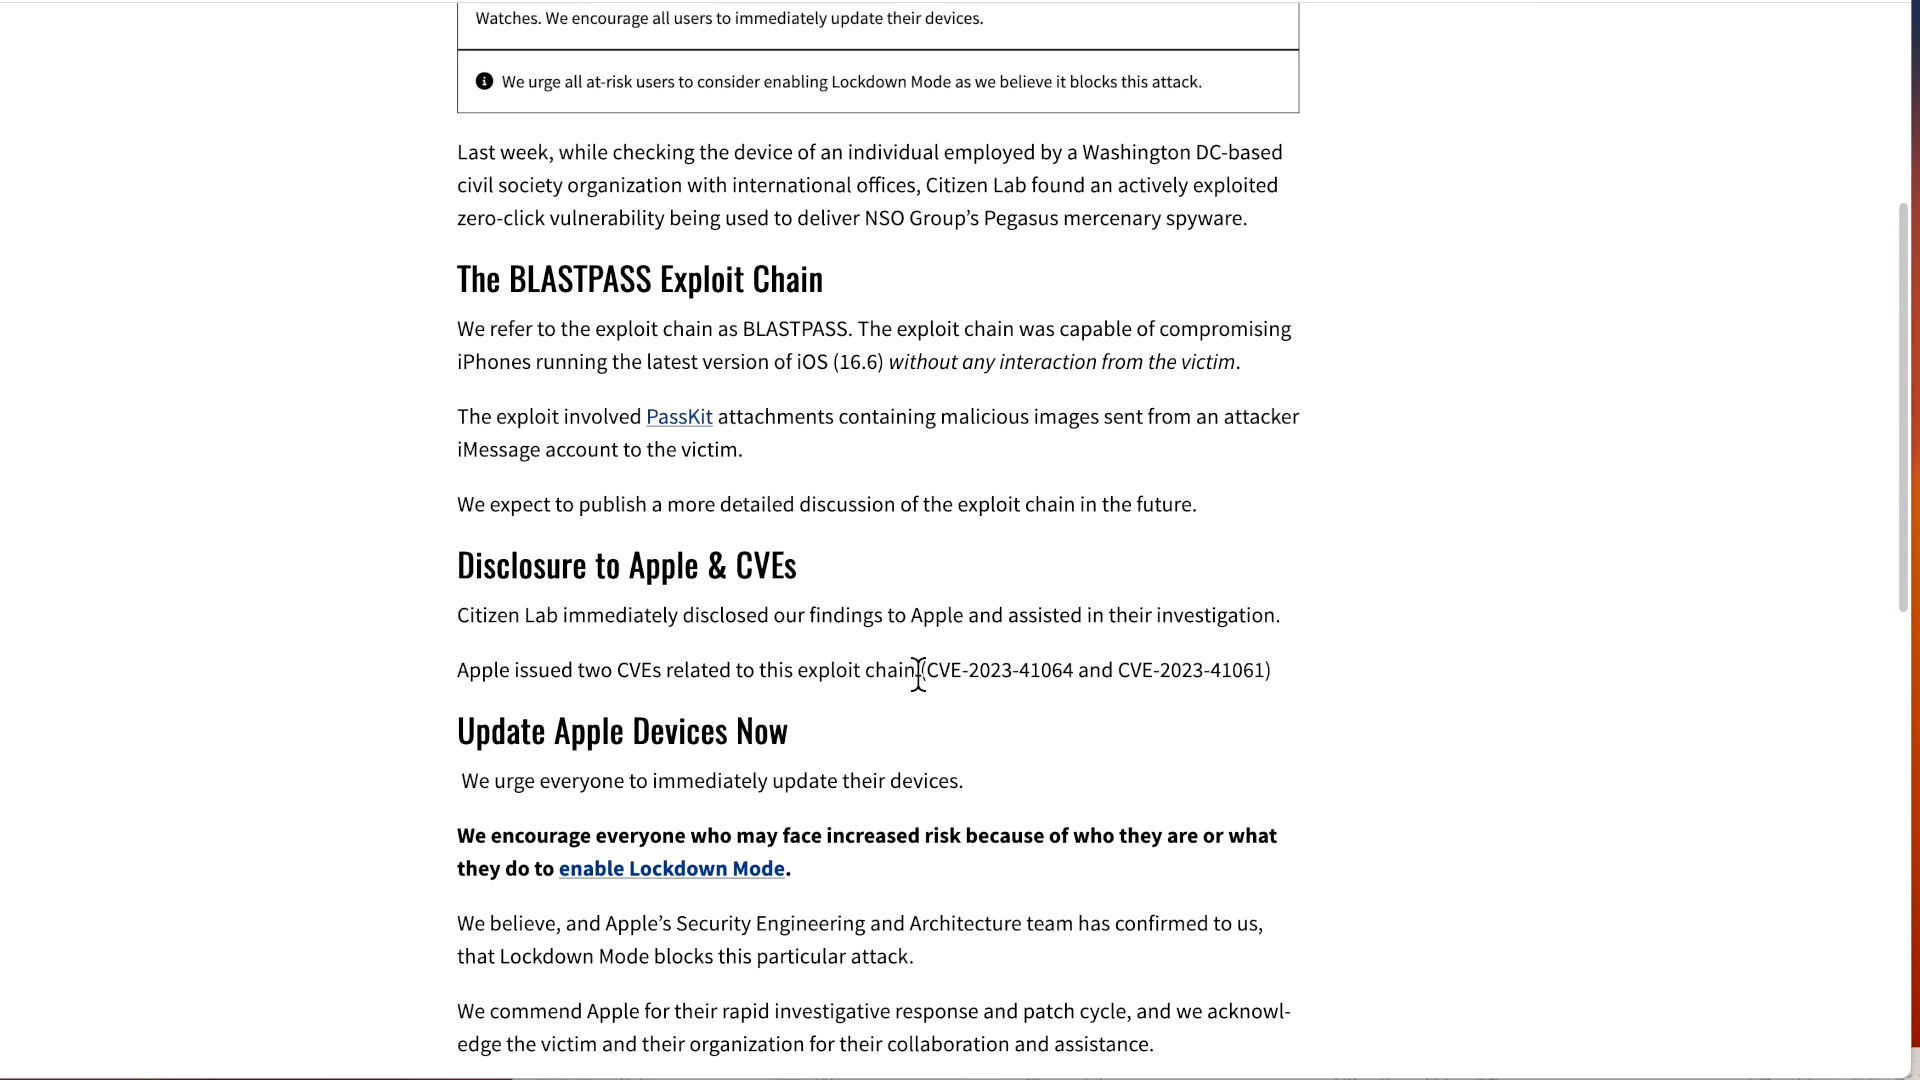 Watches. We encourage all users to immediately update their devices.
We urge all at-risk users to consider enabling Lockdown Mode as we believe it blocks this attack.
Last week, while checking the device of an individual employed by a Washington DC-based
civil society organization with international offices, Citizen Lab found an actively exploited
zero-click vulnerability being used to deliver NSO Group’s Pegasus mercenary spyware.
The BLASTPASS Exploit Chain
We refer to the exploit chain as BLASTPASS. The exploit chain was capable of compromising
iPhones running the latest version of iOS (16.6) without any interaction from the victim.
The exploit involved PassKit attachments containing malicious images sent from an attacker
iMessage account to the victim.
We expect to publish a more detailed discussion of the exploit chain in the future.
Disclosure to Apple & CVEs
Citizen Lab immediately disclosed our findings to Apple and assisted in their investigation.
Apple issued two CVEs related to this exploit chain (CVE-2023-41064 and CVE-2023-41061)
Update Apple Devices Now
We urge everyone to immediately update their devices.
We encourage everyone who may face increased risk because of who they are or what
they do to enable Lockdown Mode.
We believe, and Apple’s Security Engineering and Architecture team has confirmed to us,
that Lockdown Mode blocks this particular attack.
We commend Apple for their rapid investigative response and patch cycle, and we acknowl-
edge the victim and their organization for their collaboration and assistance.